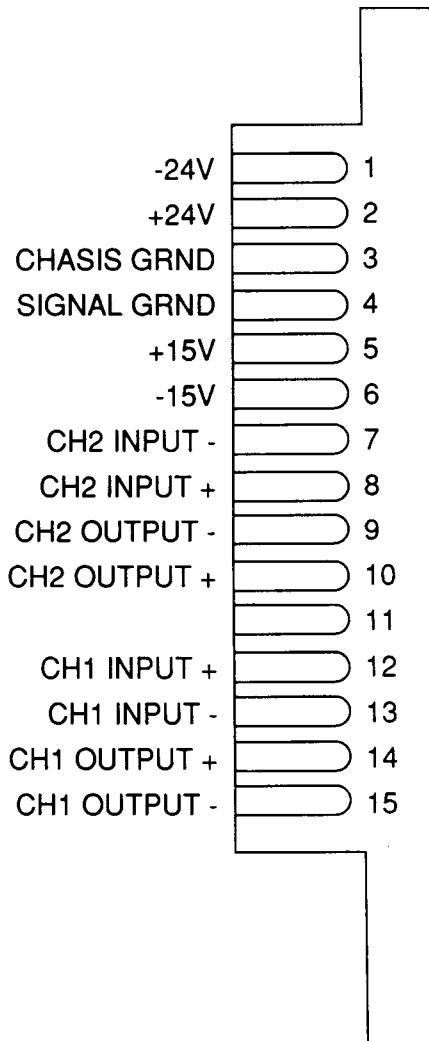 -24V 1
+24V 2
CHASIS GRND 3
SIGNAL GRND 4
+15V 5
-15V 6
CH2 INPUT - 7
CH2 INPUT + 8
CH2 OUTPUT - 9
CH2 OUTPUT + 10
11
CH1 INPUT + 12
CH1 INPUT - 13
CH1 OUTPUT + 14
CH1 OUTPUT - 15